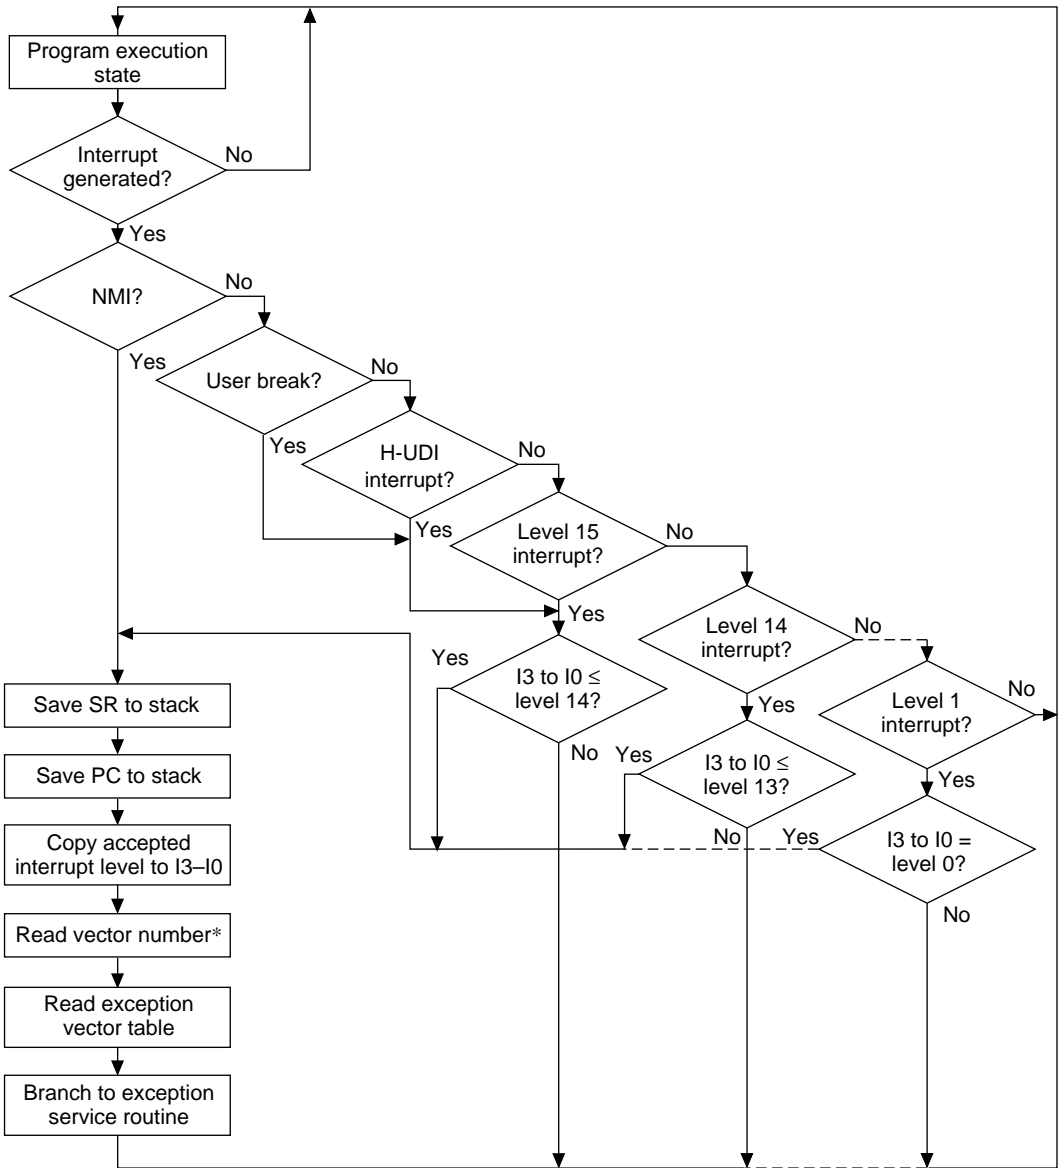 Program execution
state
Interrupt
generated?
No
Yes
NMI?
No
Yes
User break?
No
Yes
H-UDI
interrupt?
No
Yes
Level 15
interrupt?
No
Yes
Level 14
interrupt?
No
Yes
Level 1
interrupt?
No
Yes
I3 to I0 ≤
level 14?
Yes
No
I3 to I0 ≤
level 13?
Yes
No
I3 to I0 =
level 0?
Yes
No
Save SR to stack
Save PC to stack
Copy accepted
interrupt level to I3–I0
Read vector number*
Read exception
vector table
Branch to exception
service routine